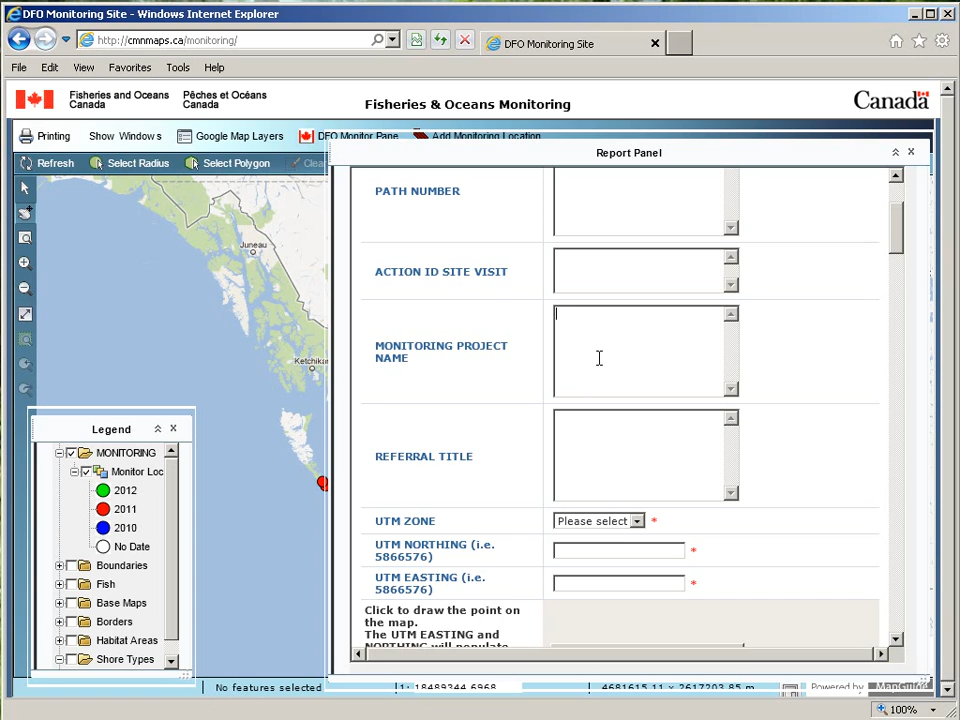 DFO Monitoring Site - Windows Internet Explorer
http://cmnmaps.ca/monitoring/
DFO Monitoring Site
File Edit View Favorites Tools Help
Fisheries and Oceans Canada
Pêches et Océans Canada
Fisheries & Oceans Monitoring
Canada
Printing Show Windows Google Map Layers DFO Monitor Pane Add Monitoring Location
Refresh Select Radius Select Polygon Clea
Report Panel
PATH NUMBER
ACTION ID SITE VISIT
MONITORING PROJECT
NAME
REFERRAL TITLE
UTM ZONE Please select *
UTM NORTHING (i.e.
5866576) *
UTM EASTING (i.e.
5866576) *
Click to draw the point on
the map.
The UTM EASTING and
NORTHING will populate
Juneau
Ketchika
Legend
MONITORING
Monitor Loc
2012
2011
2010
No Date
Boundaries
Fish
Base Maps
Borders
Habitat Areas
Shore Types
No features selected 1: 18489344.6968 4681615.11 x 2617203.85 m Powered by MapGuide
100%